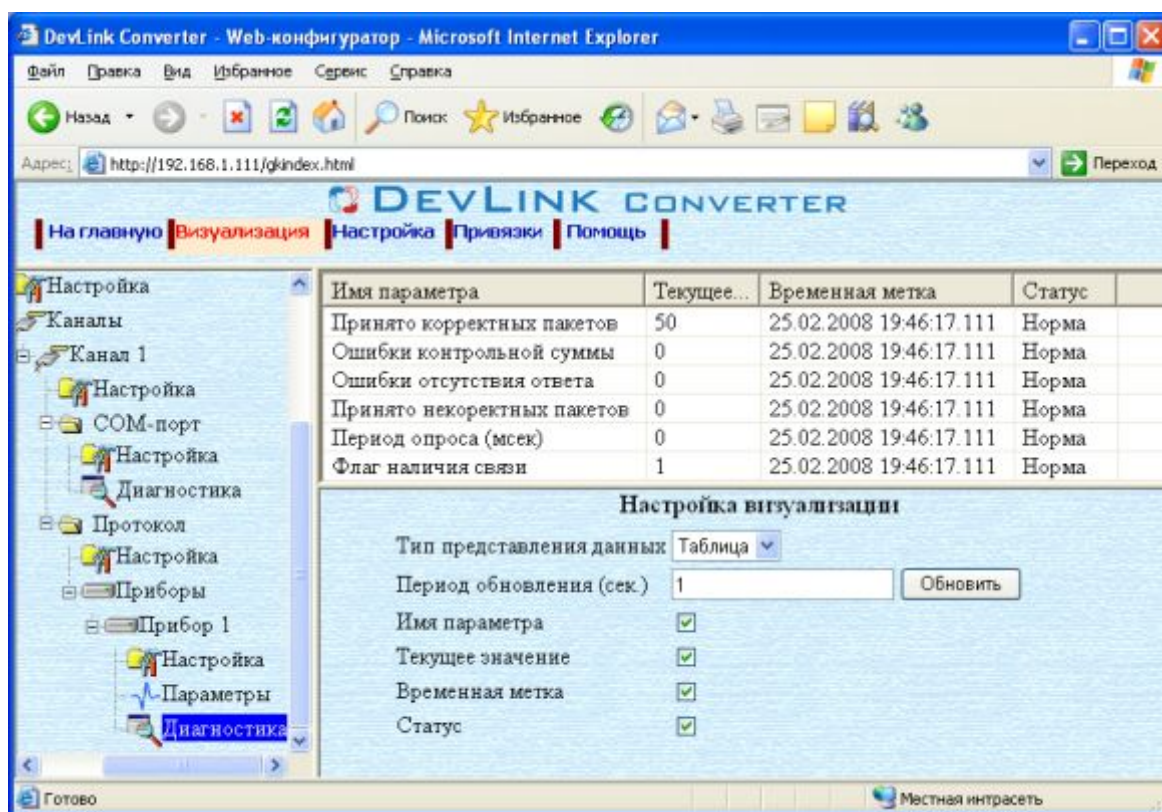 DevLink Converter - Web-конфигуратор - Microsoft Internet Explorer
Файл Правка Вид Избранное Сервис Справка
Назад Поиск Избранное
Адрес: http://192.168.1.111/gkindex.html Переход
DEVLINK CONVERTER
На главную Визуализация Настройка Привязки Помощь
Настройка
Каналы
Канал 1
Настройка
COM-порт
Настройка
Диагностика
Протокол
Настройка
Приборы
Прибор 1
Настройка
Параметры
Диагностика
Имя параметра Текущее... Временная метка Статус
Принято корректных пакетов 50 25.02.2008 19:46:17.111 Норма
Ошибки контрольной суммы 0 25.02.2008 19:46:17.111 Норма
Ошибки отсутствия ответа 0 25.02.2008 19:46:17.111 Норма
Принято некоректных пакетов 0 25.02.2008 19:46:17.111 Норма
Период опроса (мсек) 0 25.02.2008 19:46:17.111 Норма
Флаг наличия связи 1 25.02.2008 19:46:17.111 Норма
Настройка визуализации
Тип представления данных Таблица
Период обновления (сек.) 1 Обновить
Имя параметра
Текущее значение
Временная метка
Статус
Готово Местная интрасеть